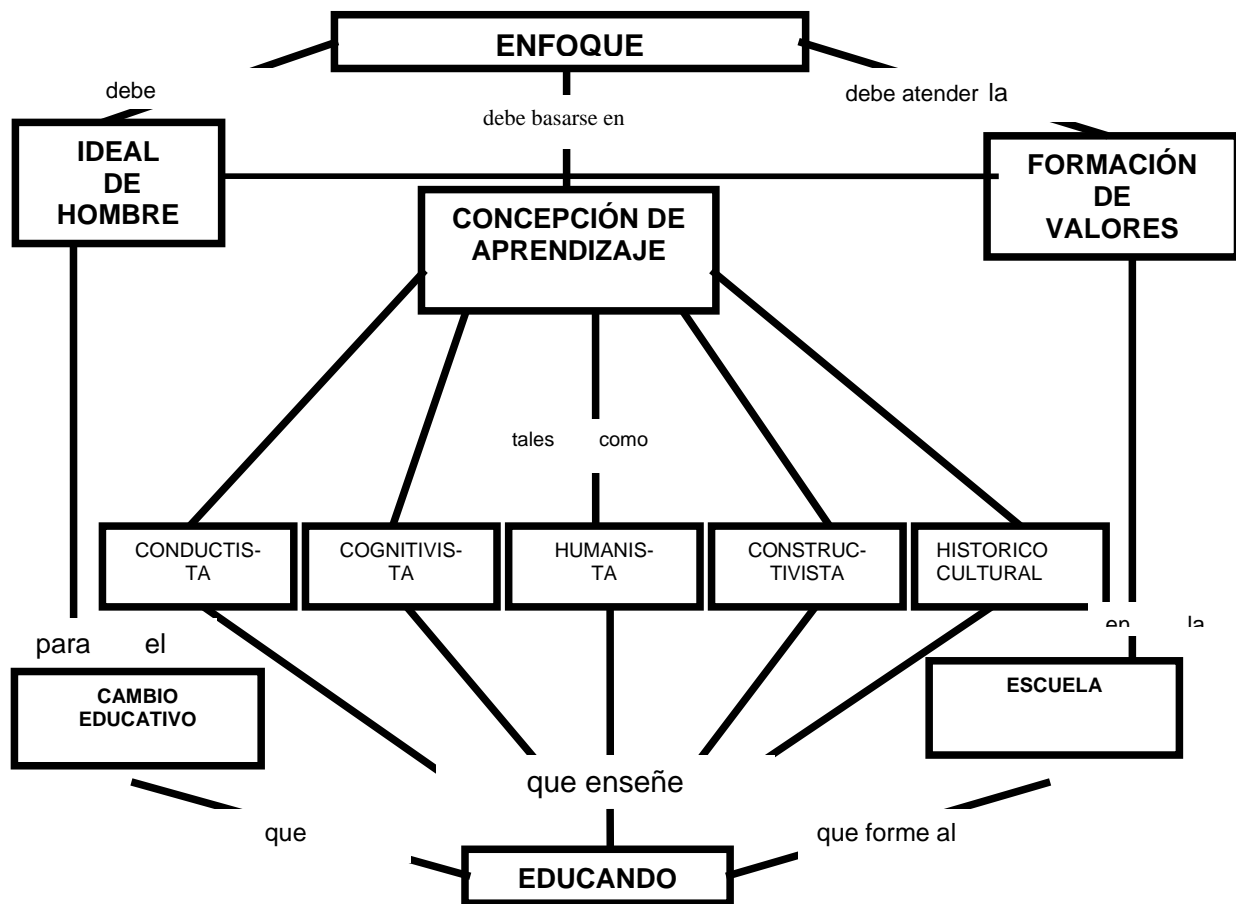 ENFOQUE
debe
debe basarse en
debe atender la
IDEAL
DE
HOMBRE
CONCEPCIÓN DE
APRENDIZAJE
FORMACIÓN
DE
VALORES
tales como
CONDUCTIS-
TA
COGNITIVIS-
TA
HUMANIS-
TA
CONSTRUC-
TIVISTA
HISTORICO
CULTURAL
para el
en la
CAMBIO
EDUCATIVO
ESCUELA
que enseñe
que
que forme al
EDUCANDO